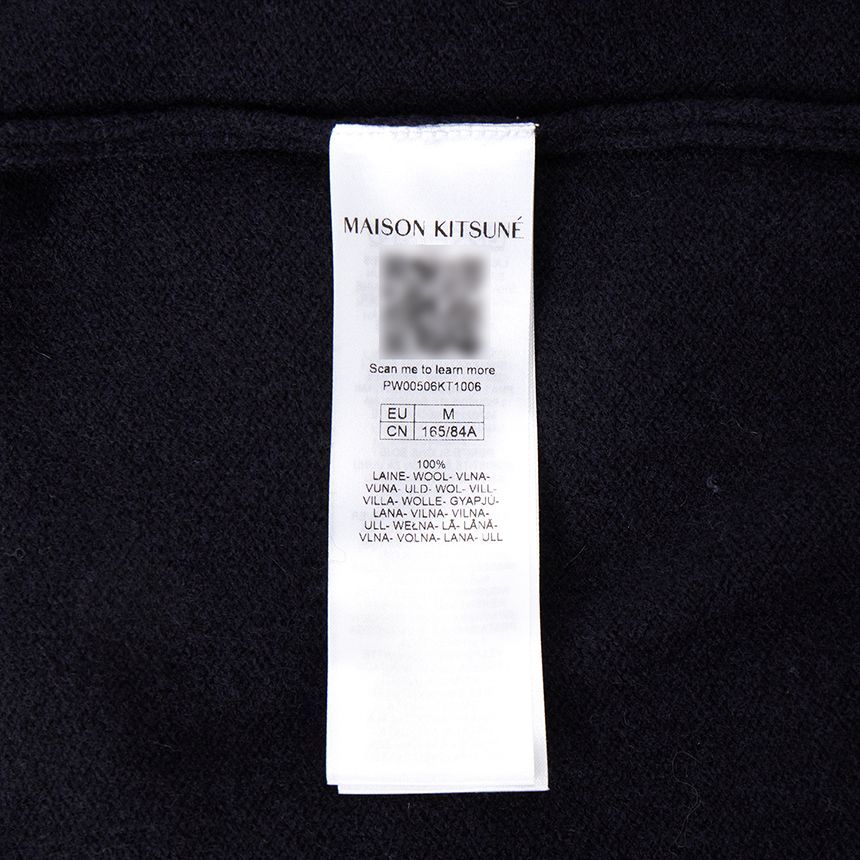 MAISON KITSUNÉ
Scan me to learn more
PW00506KT1006
EU M
CN 165/84A
100%
LAINE- WOOL- VLNA-
VUNA- ULD- WOL- VILL-
VILLA- WOLLE- GYAPJÚ-
LANA- VILNA- VILNA-
ULL- WEŁNA- LÃ- LÂNÂ-
VLNA- VOLNA- LANA- ULL